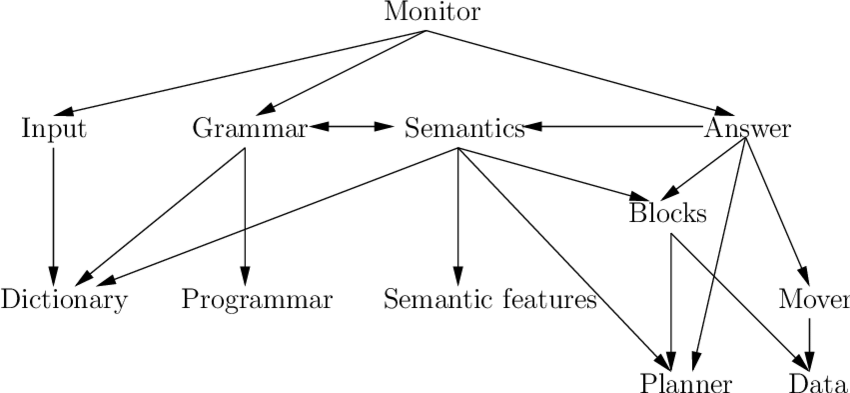 Monitor
Input Grammar Semantics Answer
Blocks
Dictionary Programmar Semantic features Mover
Planner Data